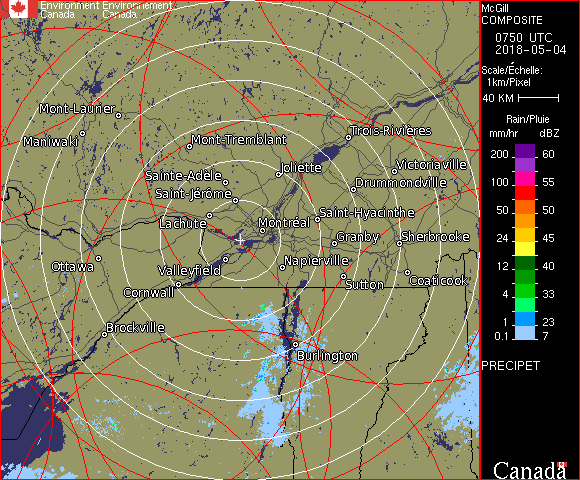 Environment Environnement
Canada Canada
McGill
COMPOSITE
0750 UTC
2018-05-04
Scale/Échelle:
1km/Pixel
40 KM
Rain/Pluie
mm/hr dBZ
200 60
100 55
50 50
24 45
12 40
4 33
1 23
0.1 7
PRECIPET
Canada
Mont-Laurier
Maniwaki
Mont-Tremblant
Trois-Rivières
Sainte-Adèle
Joliette
Victoriaville
Saint-Jérôme
Drummondville
Lachute
Montréal
Saint-Hyacinthe
Granby
Sherbrooke
Ottawa
Valleyfield
Napierville
Cornwall
Sutton
Coaticook
Brockville
Burlington